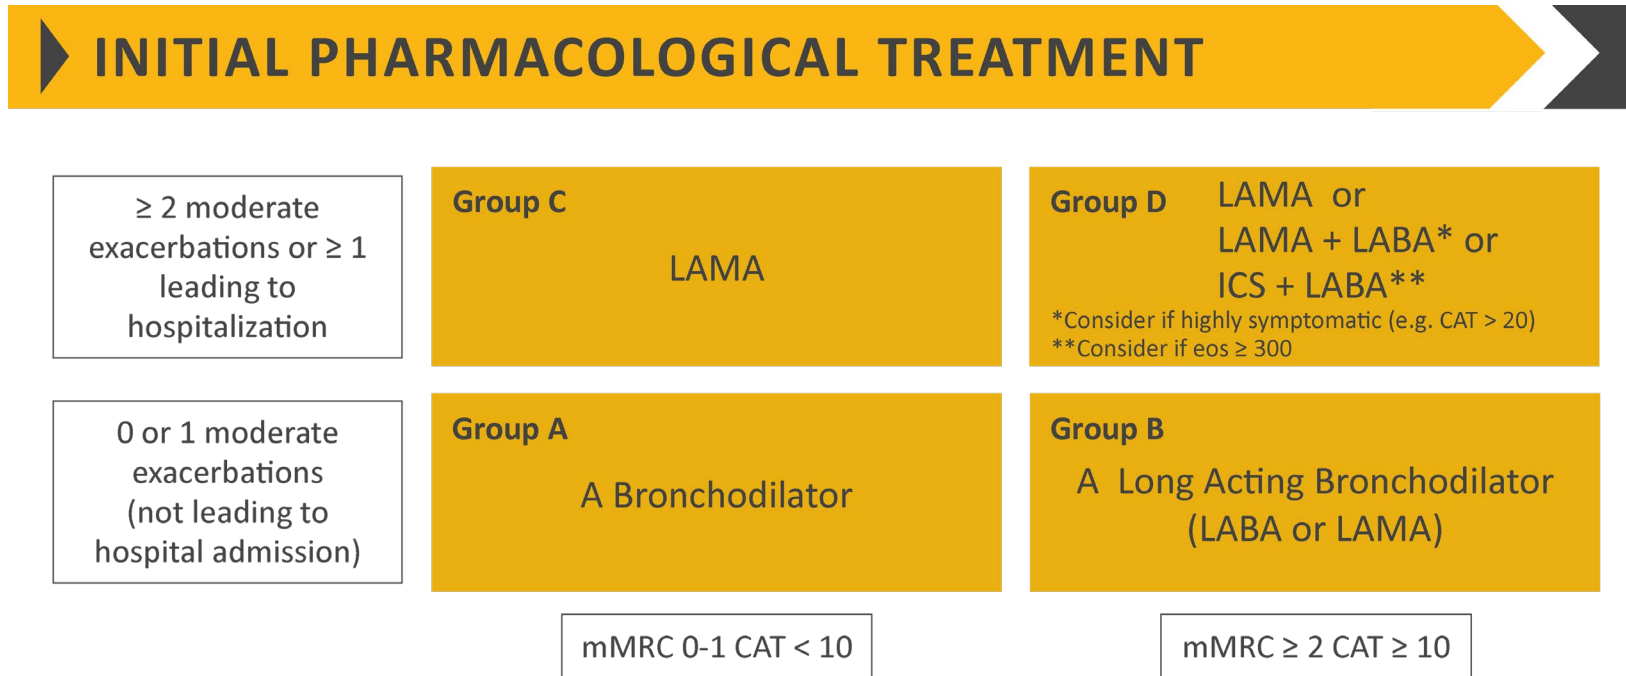 INITIAL PHARMACOLOGICAL TREATMENT
≥ 2 moderate
exacerbations or ≥ 1
leading to
hospitalization
Group C
LAMA
Group D
LAMA or
LAMA + LABA* or
ICS + LABA**
*Consider if highly symptomatic (e.g. CAT > 20)
**Consider if eos ≥ 300
0 or 1 moderate
exacerbations
(not leading to
hospital admission)
Group A
A Bronchodilator
Group B
A Long Acting Bronchodilator
(LABA or LAMA)
mMRC 0-1 CAT < 10
mMRC ≥ 2 CAT ≥ 10